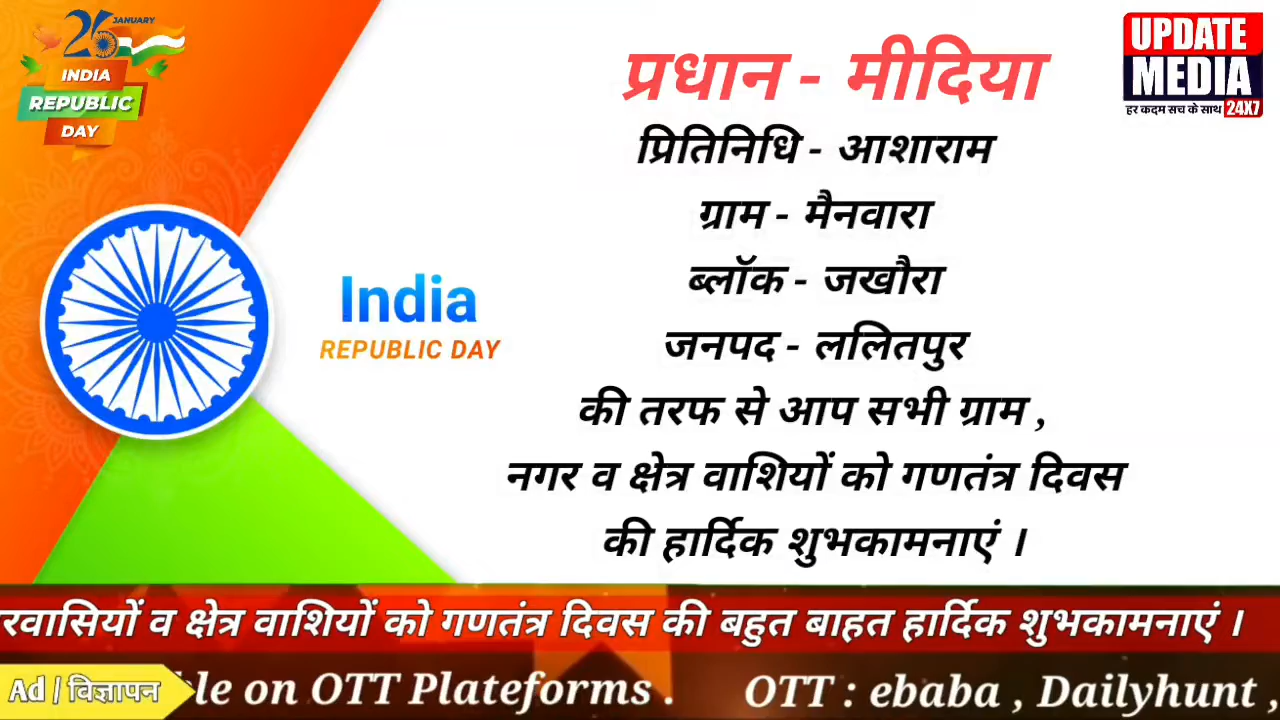 26 JANUARY
INDIA
REPUBLIC
DAY
UPDATE
MEDIA
हर कदम सच के साथ 24X7
प्रधान - मीदिया
प्रितिनिधि - आशाराम
ग्राम - मैनवारा
ब्लॉक - जखौरा
जनपद - ललितपुर
की तरफ से आप सभी ग्राम ,
नगर व क्षेत्र वाशियों को गणतंत्र दिवस
की हार्दिक शुभकामनाएं ।
India
REPUBLIC DAY
रवासियों व क्षेत्र वाशियों को गणतंत्र दिवस की बहुत बाहत हार्दिक शुभकामनाएं ।
Ad | विज्ञापन
le on OTT Plateforms . OTT : ebaba , Dailyhunt ,